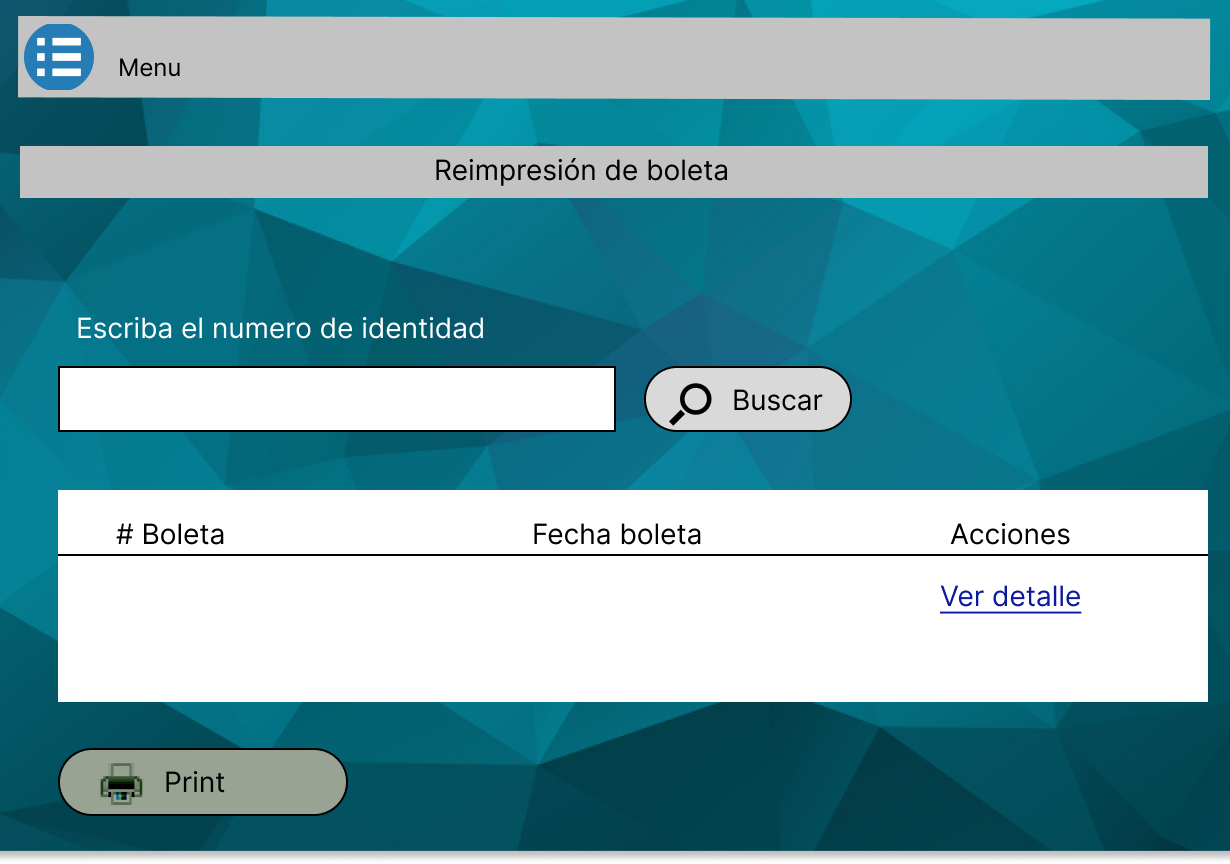 Menu
Reimpresión de boleta
Escriba el numero de identidad
Buscar
# Boleta Fecha boleta Acciones
Ver detalle
Print